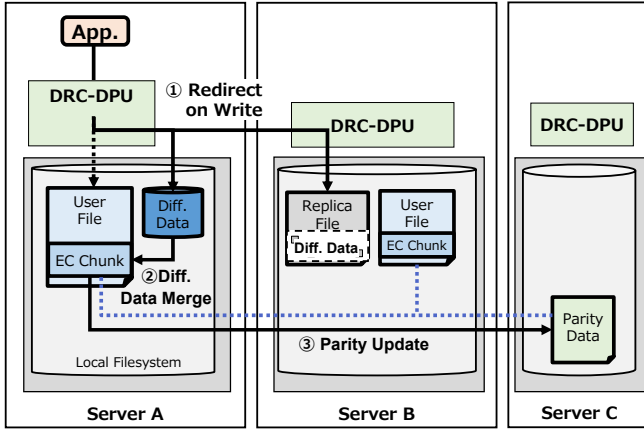 App.
DRC-DPU
① Redirect
on Write
DRC-DPU
DRC-DPU
User
File
EC Chunk
Diff.
Data
②Diff.
Data Merge
Replica
File
Diff. Data
User
File
EC Chunk
③ Parity Update
Parity
Data
Local Filesystem
Server A
Server B
Server C